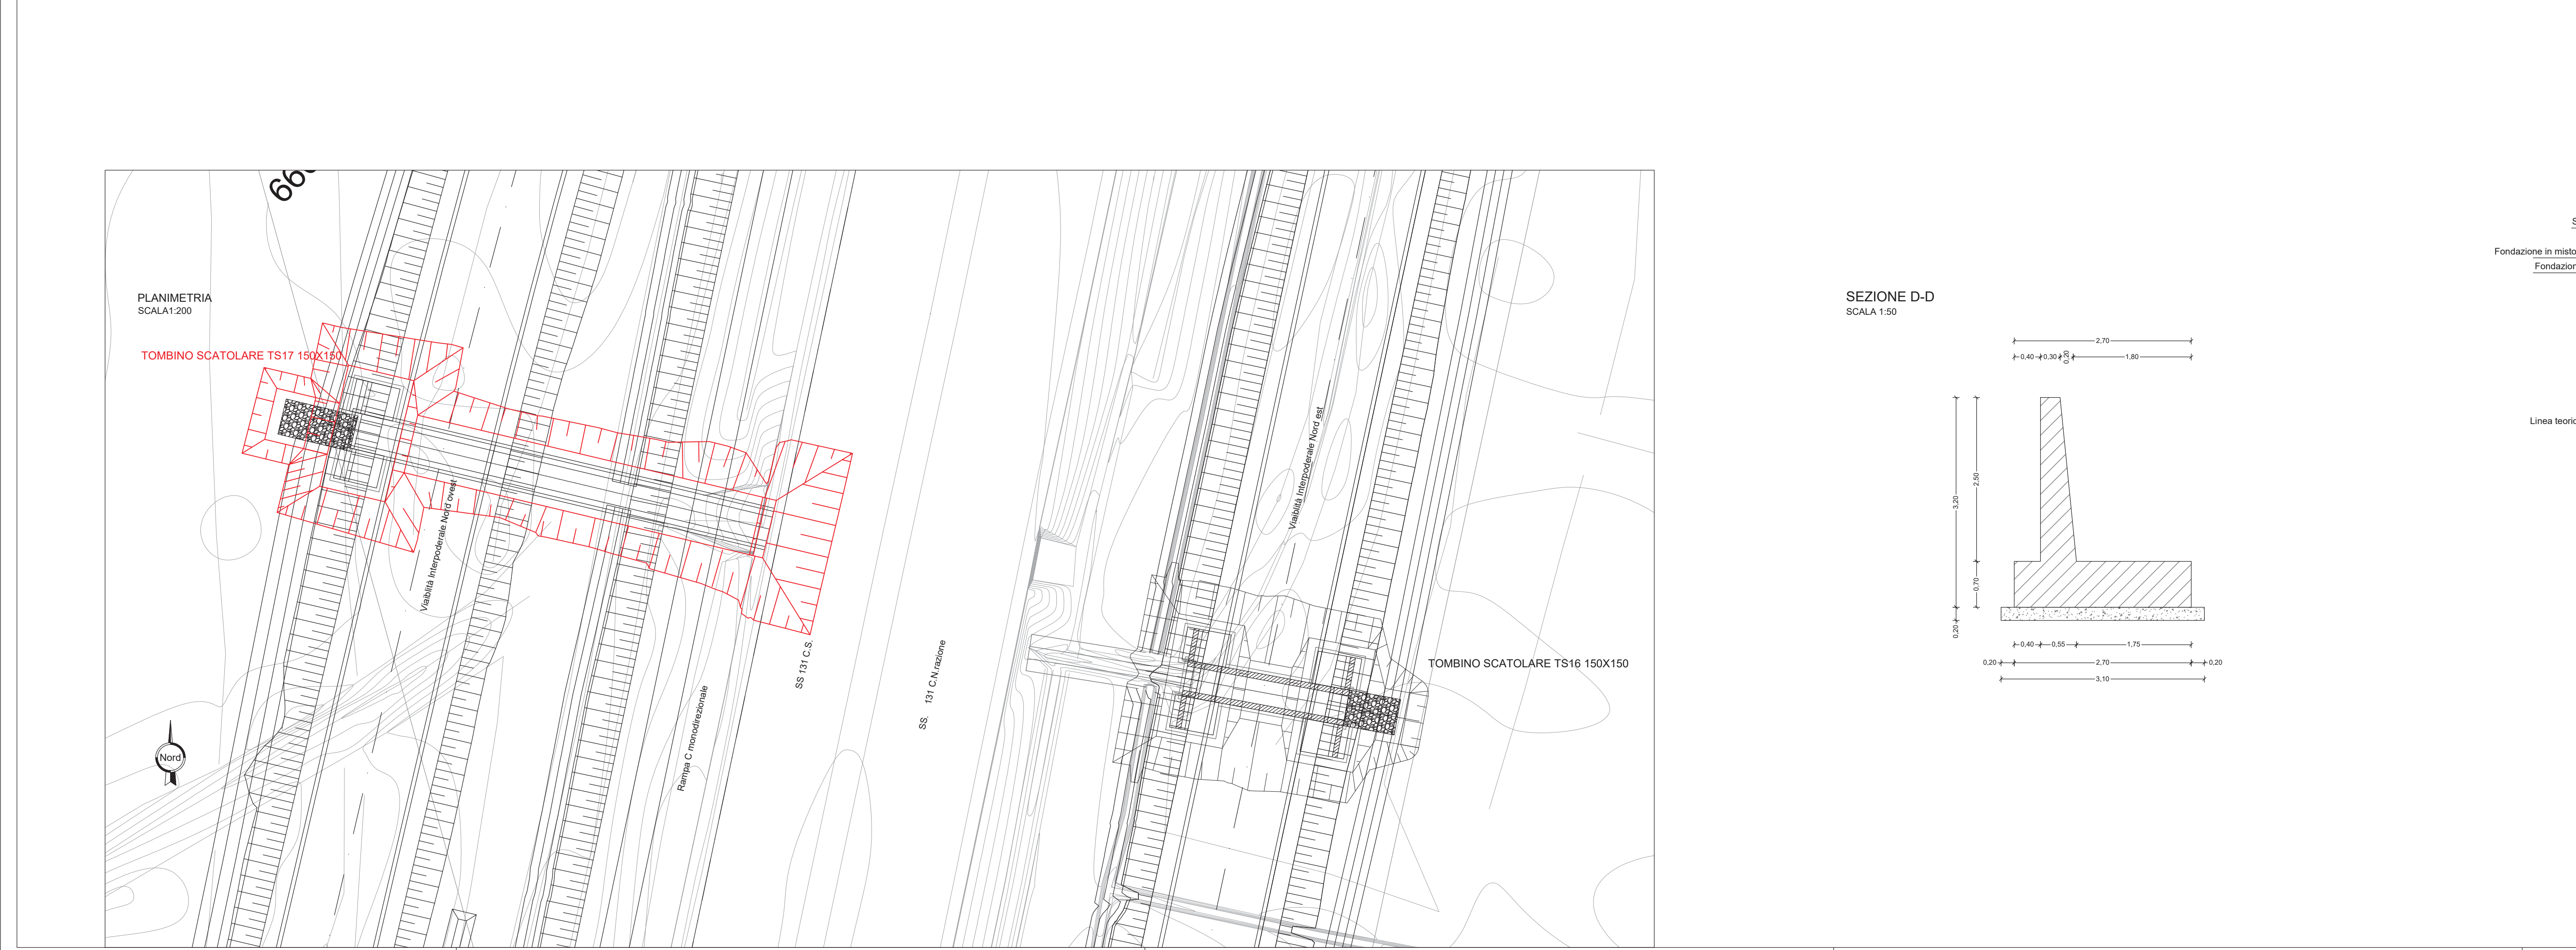 PLANIMETRIA
SCALA1:200
TOMBINO SCATOLARE TS17 150X150
Viaiblità Interpoderale Nord ovest
Rampa C monodirezionale
SS 131 C.S.
SS. 131 C.N.razione
Viaiblità Interpoderale Nord est
TOMBINO SCATOLARE TS16 150X150
Nord
SEZIONE D-D
SCALA 1:50
2,70
0,40 0,30 0,20 1,80
3,20
2,50
0,70
0,20
0,40 0,55 1,75
0,20 2,70 0,20
3,10
S
Fondazione in misto
Fondazion
Linea teoric